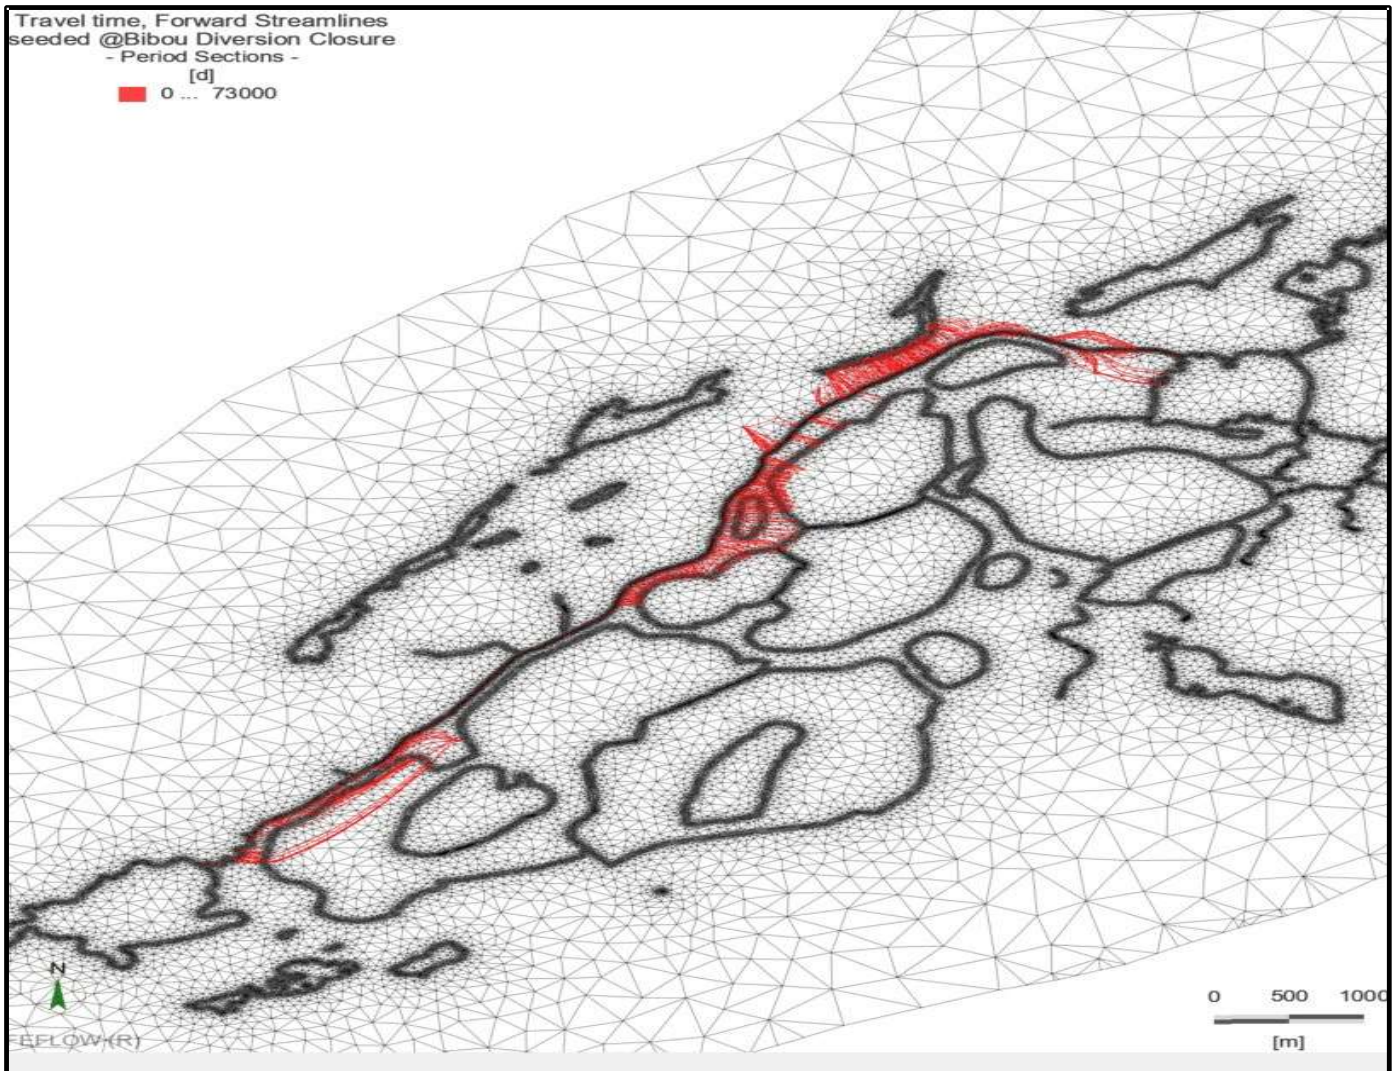 Travel time, Forward Streamlines
seeded @Bibou Diversion Closure
- Period Sections -
[d]
0 ... 73000
N
FEFLOW (R)
0 500 1000
[m]